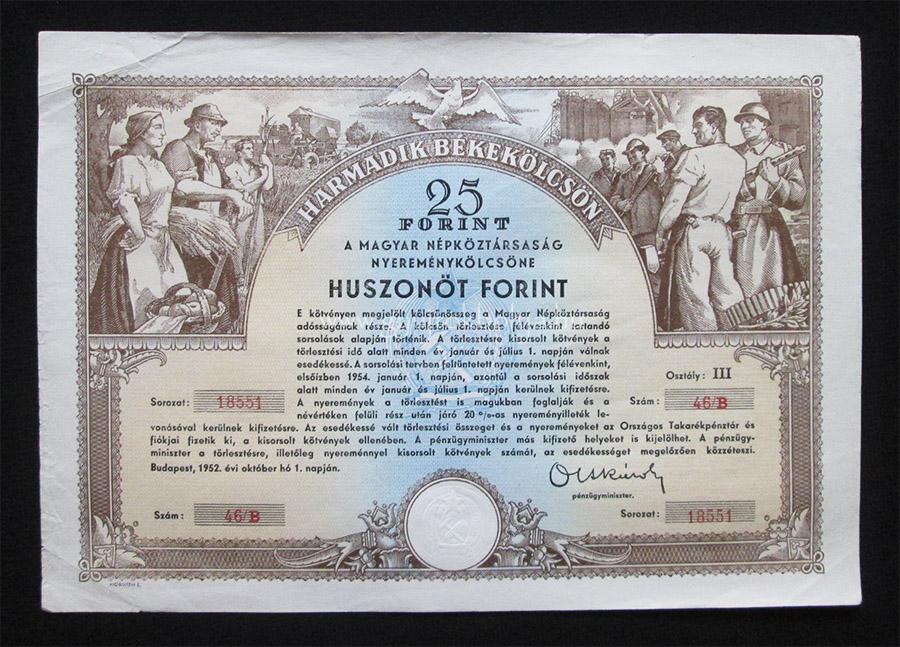 HARMADIK BÉKEKÖLCSÖN
25
FORINT
A MAGYAR NÉPKÖZTÁRSASÁG
NYEREMÉNYKÖLCSÖNE
HUSZONÖT FORINT
E kötvényen megjelölt kölcsönösszeg a Magyar Népköztársaság
adósságának része. A kölcsön törlesztése félévenkint tartandó
sorsolások alapján történik. A törlesztésre kisorsolt kötvények a
törlesztési idő alatt minden év január és július 1. napján válnak
esedékessé. A sorsolási tervben feltüntetett nyeremények félévenkint,
elsőízben 1954. január 1. napján, azontúl a sorsolási időszak
alatt minden év január és július 1. napján kerülnek kifizetésre.
A nyeremények a törlesztést is magukban foglalják és a
névértéken felüli rész után járó 20 %-os nyereményilleték le-
vonásával kerülnek kifizetésre. Az esedékessé vált törlesztési összeget és a nyereményeket az Országos Takarékpénztár és
fiókjai fizetik ki, a kisorsolt kötvények ellenében. A pénzügyminiszter más kifizető helyeket is kijelölhet. A pénzügy-
miniszter a törlesztésre, illetőleg nyereménnyel kisorsolt kötvények számát, az esedékességet megelőzően közzéteszi.
Budapest, 1952. évi október hó 1. napján.
Osztály: III
Sorozat: 18551
Szám: 46/B
Olt Károly
pénzügyminiszter.
Szám: 46/B
Sorozat: 18551